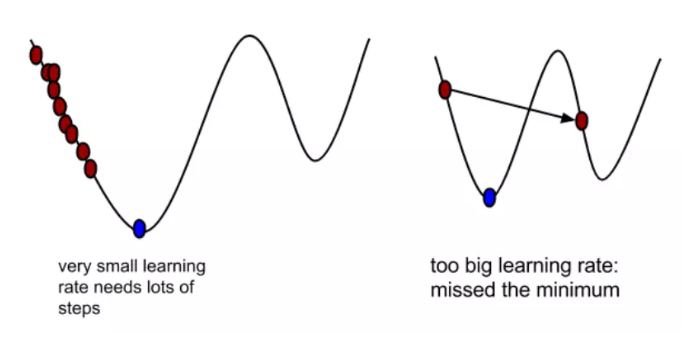 very small learning
rate needs lots of
steps
too big learning rate:
missed the minimum